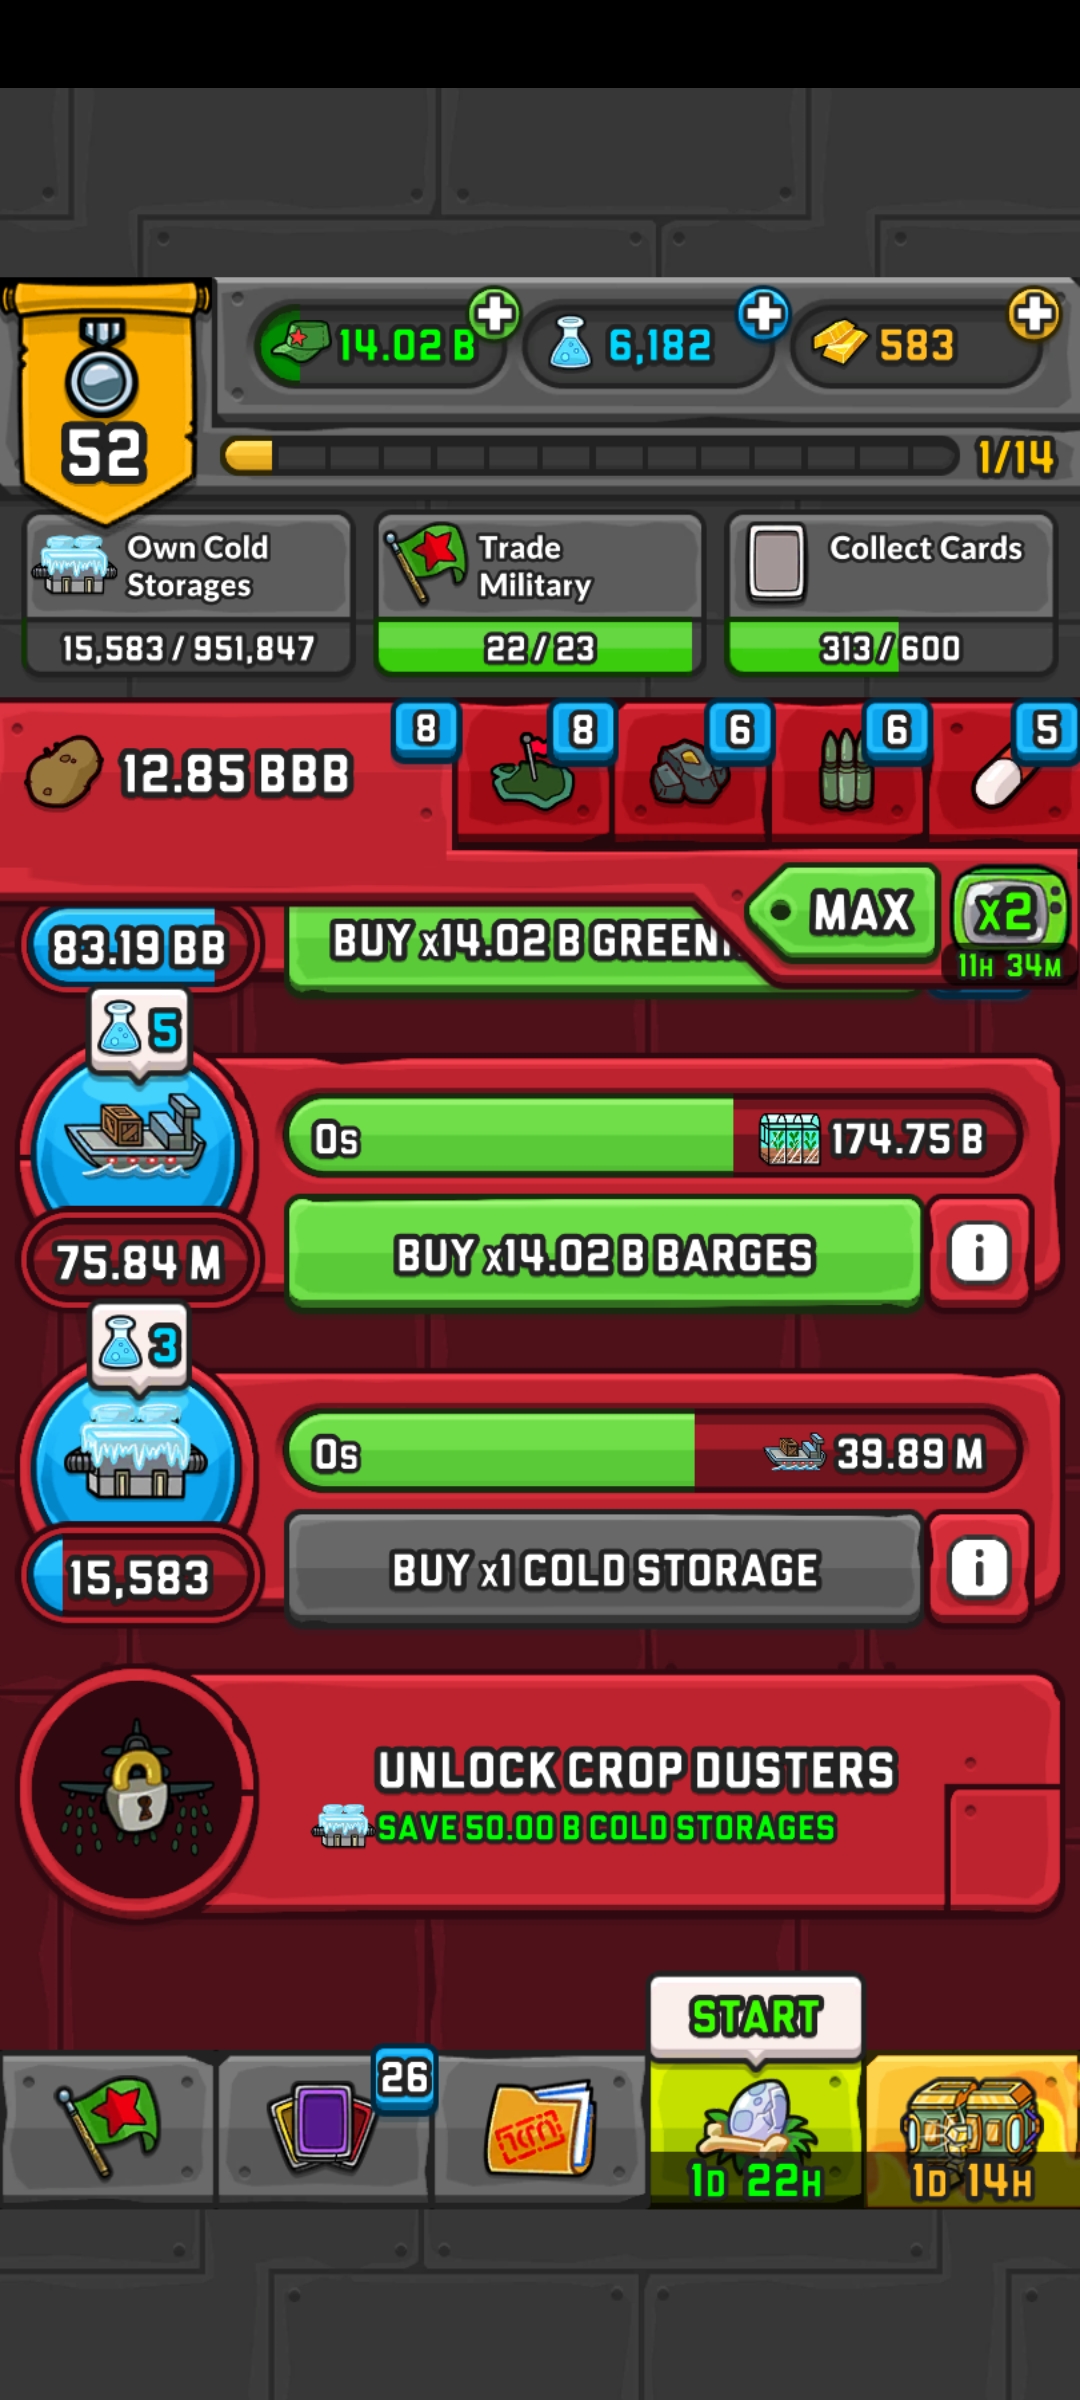 14.02 B
6,182
583
52
1/14
Own Cold
Storages
15,583 / 951,847
Trade
Military
22 / 23
Collect Cards
313 / 600
12.85 BBB
8
8
6
6
5
MAX
x2
11H 34M
83.19 BB
BUY x14.02 B
5
0s
174.75 B
75.84 M
BUY x14.02 B BARGES
i
3
0s
39.89 M
15,583
BUY x1 COLD STORAGE
i
UNLOCK CROP DUSTERS
SAVE 50.00 B COLD STORAGES
START
26
1D 22H
1D 14H